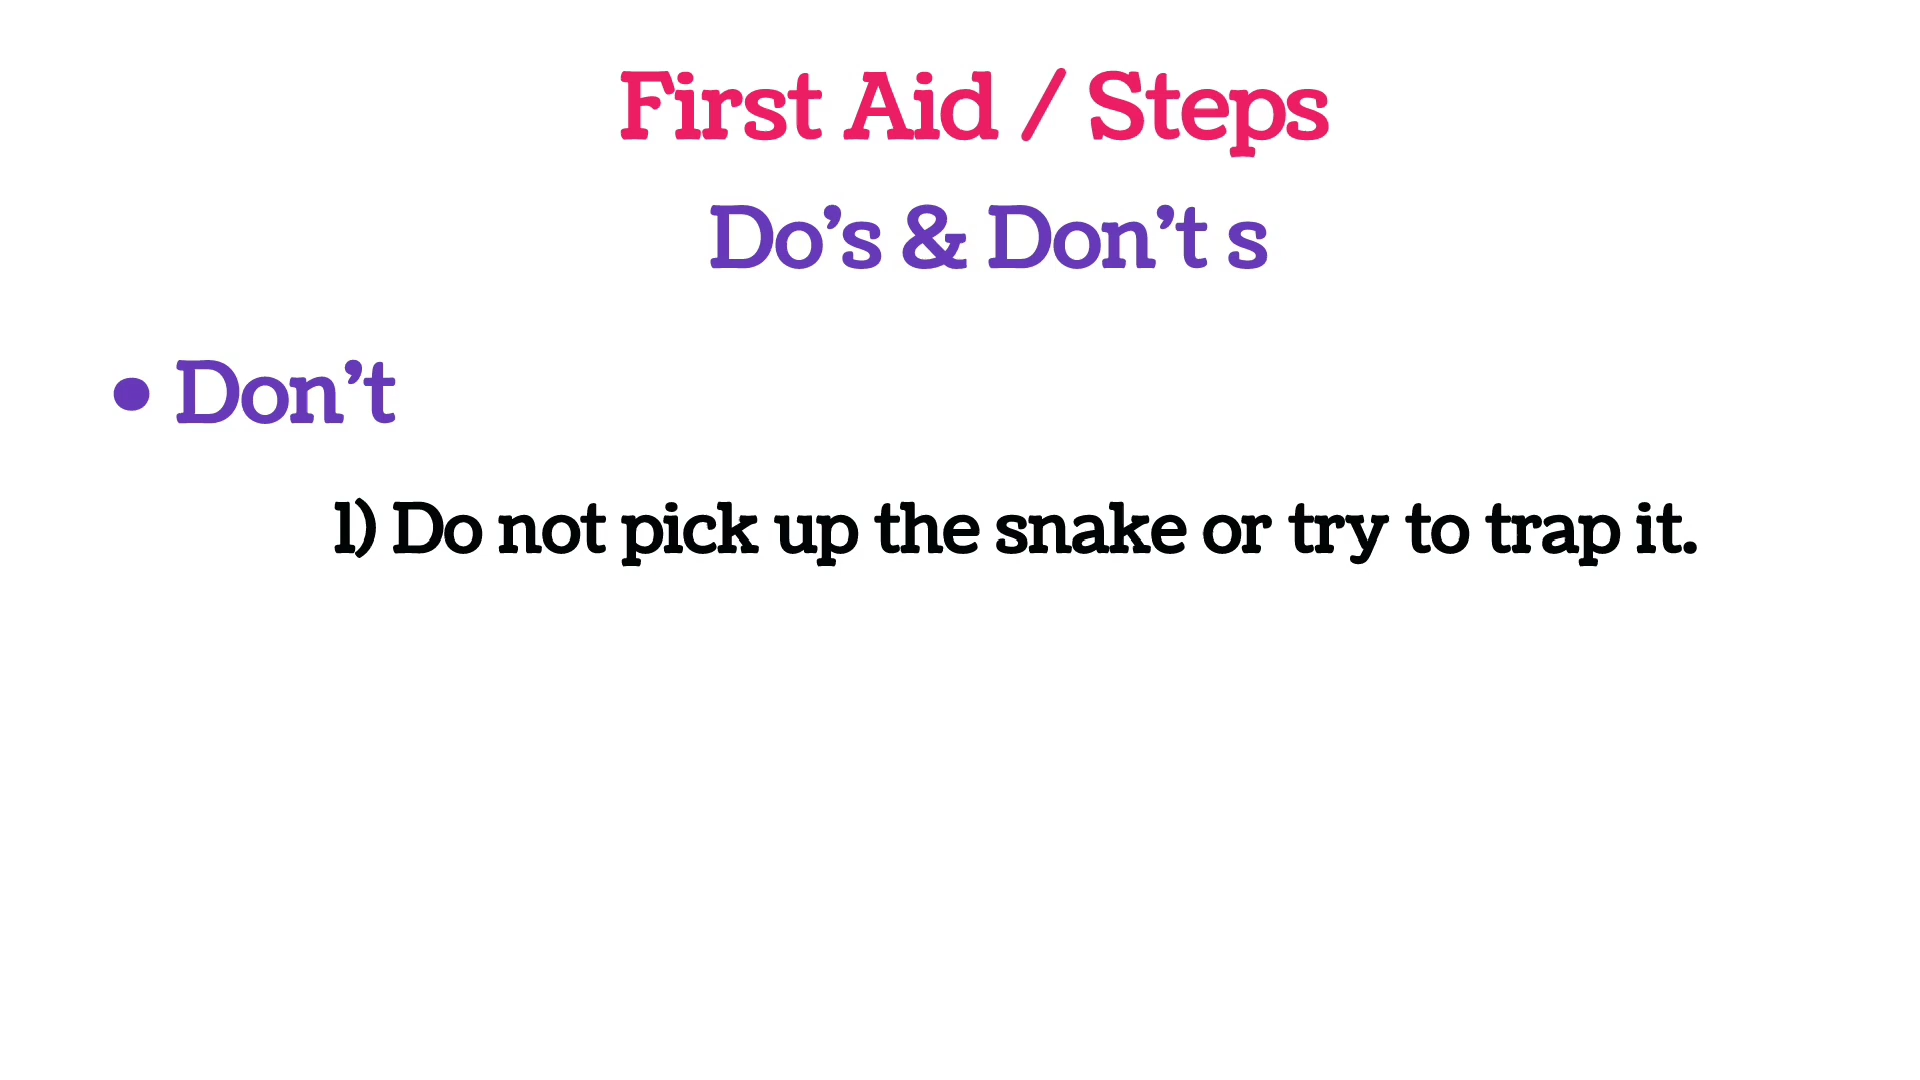 First Aid / Steps
Do’s & Don’t s
• Don’t
1) Do not pick up the snake or try to trap it.